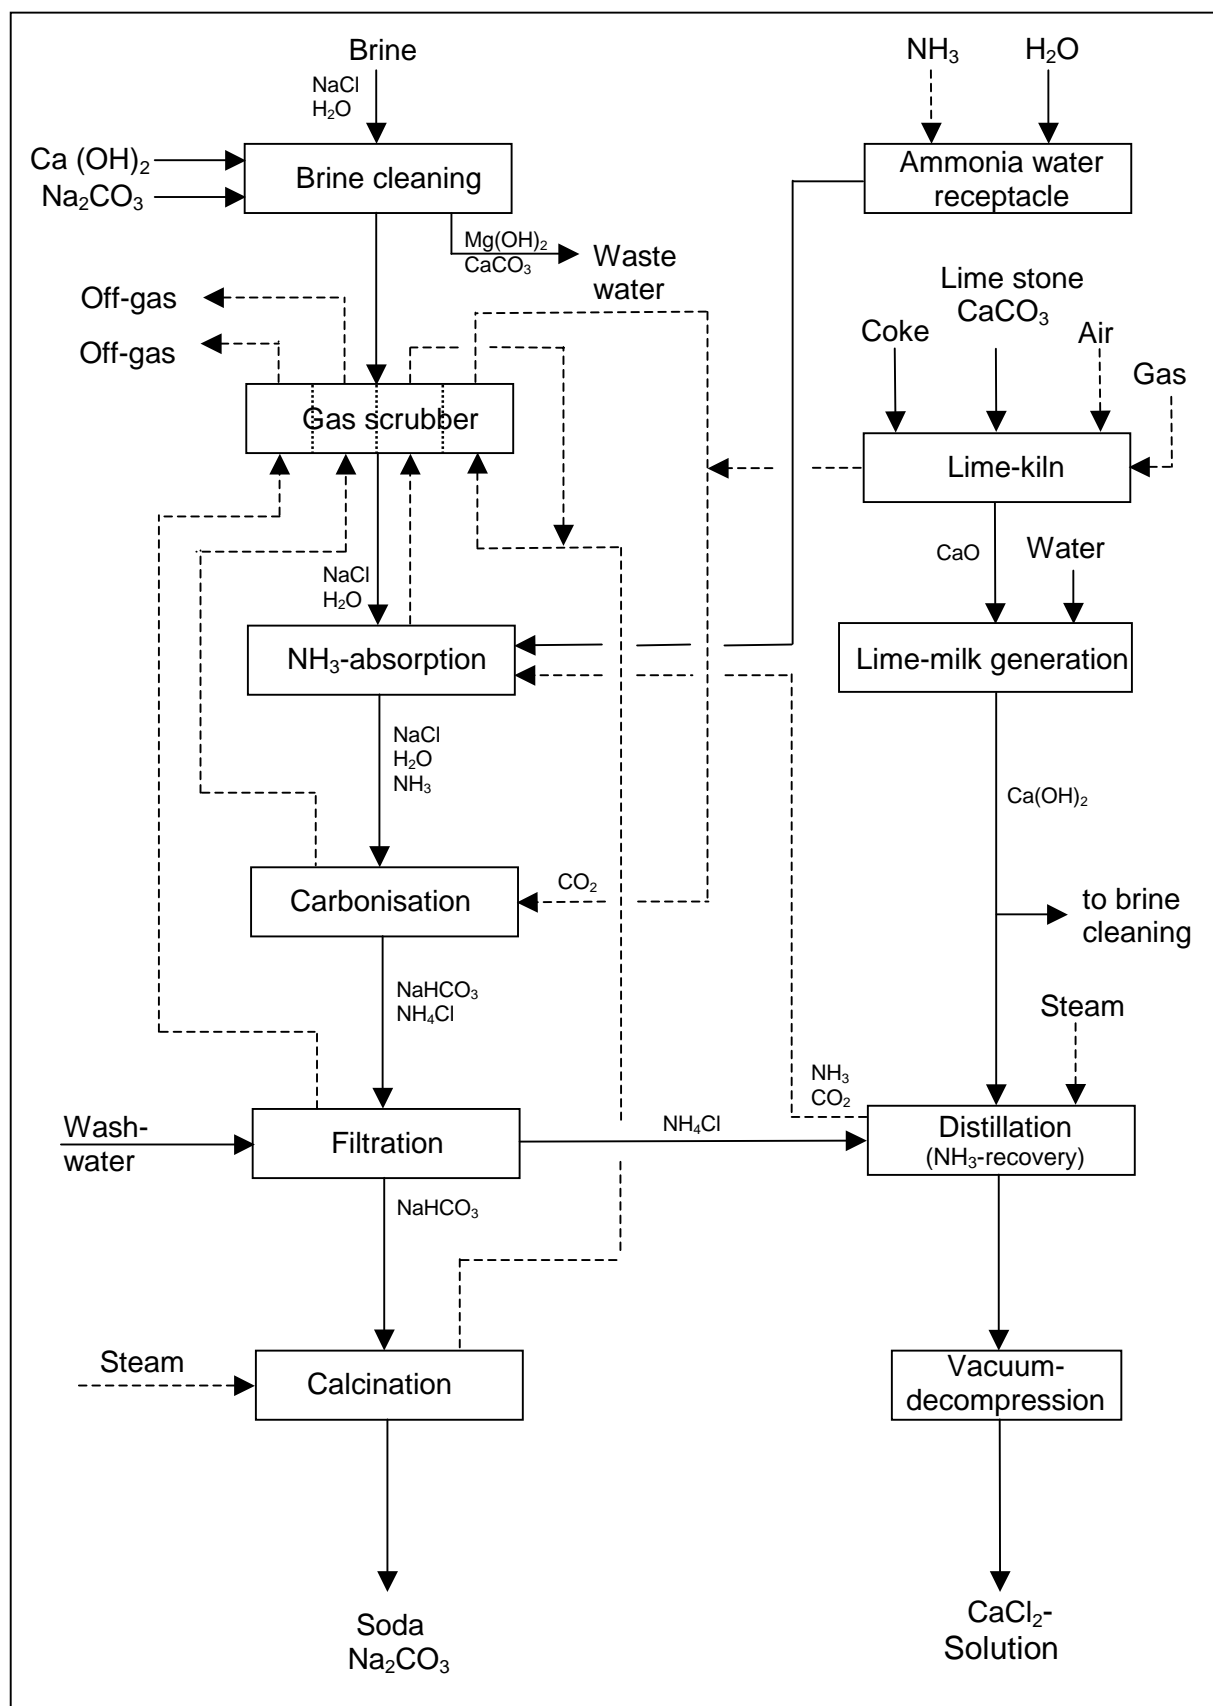 Brine
NaCl
H₂O
Ca (OH)₂
Na₂CO₃
Brine cleaning
Mg(OH)₂
CaCO₃
Waste
water
NH₃
H₂O
Ammonia water
receptacle
Off-gas
Off-gas
Gas scrubber
Lime stone
CaCO₃
Coke
Air
Gas
Lime-kiln
CaO
Water
NaCl
H₂O
NH₃-absorption
Lime-milk generation
NaCl
H₂O
NH₃
Ca(OH)₂
Carbonisation
CO₂
to brine
cleaning
NaHCO₃
NH₄Cl
Steam
NH₃
CO₂
Wash-
water
Filtration
NH₄Cl
Distillation
(NH₃-recovery)
NaHCO₃
Steam
Calcination
Vacuum-
decompression
Soda
Na₂CO₃
CaCl₂-
Solution